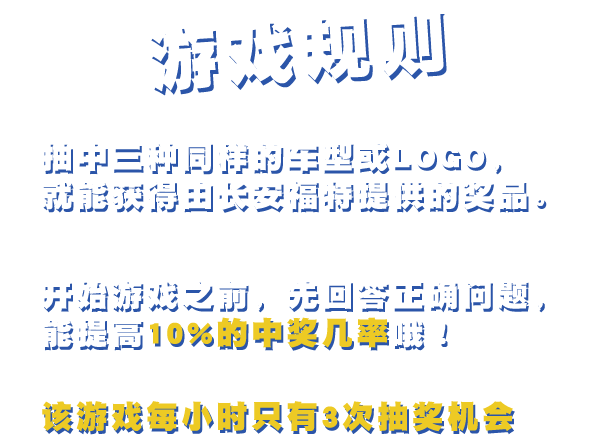 游戏规则
抽中三种同样的车型或LOGO，
就能获得由长安福特提供的奖品。
开始游戏之前，先回答正确问题，
能提高10%的中奖几率哦！
该游戏每小时只有3次抽奖机会